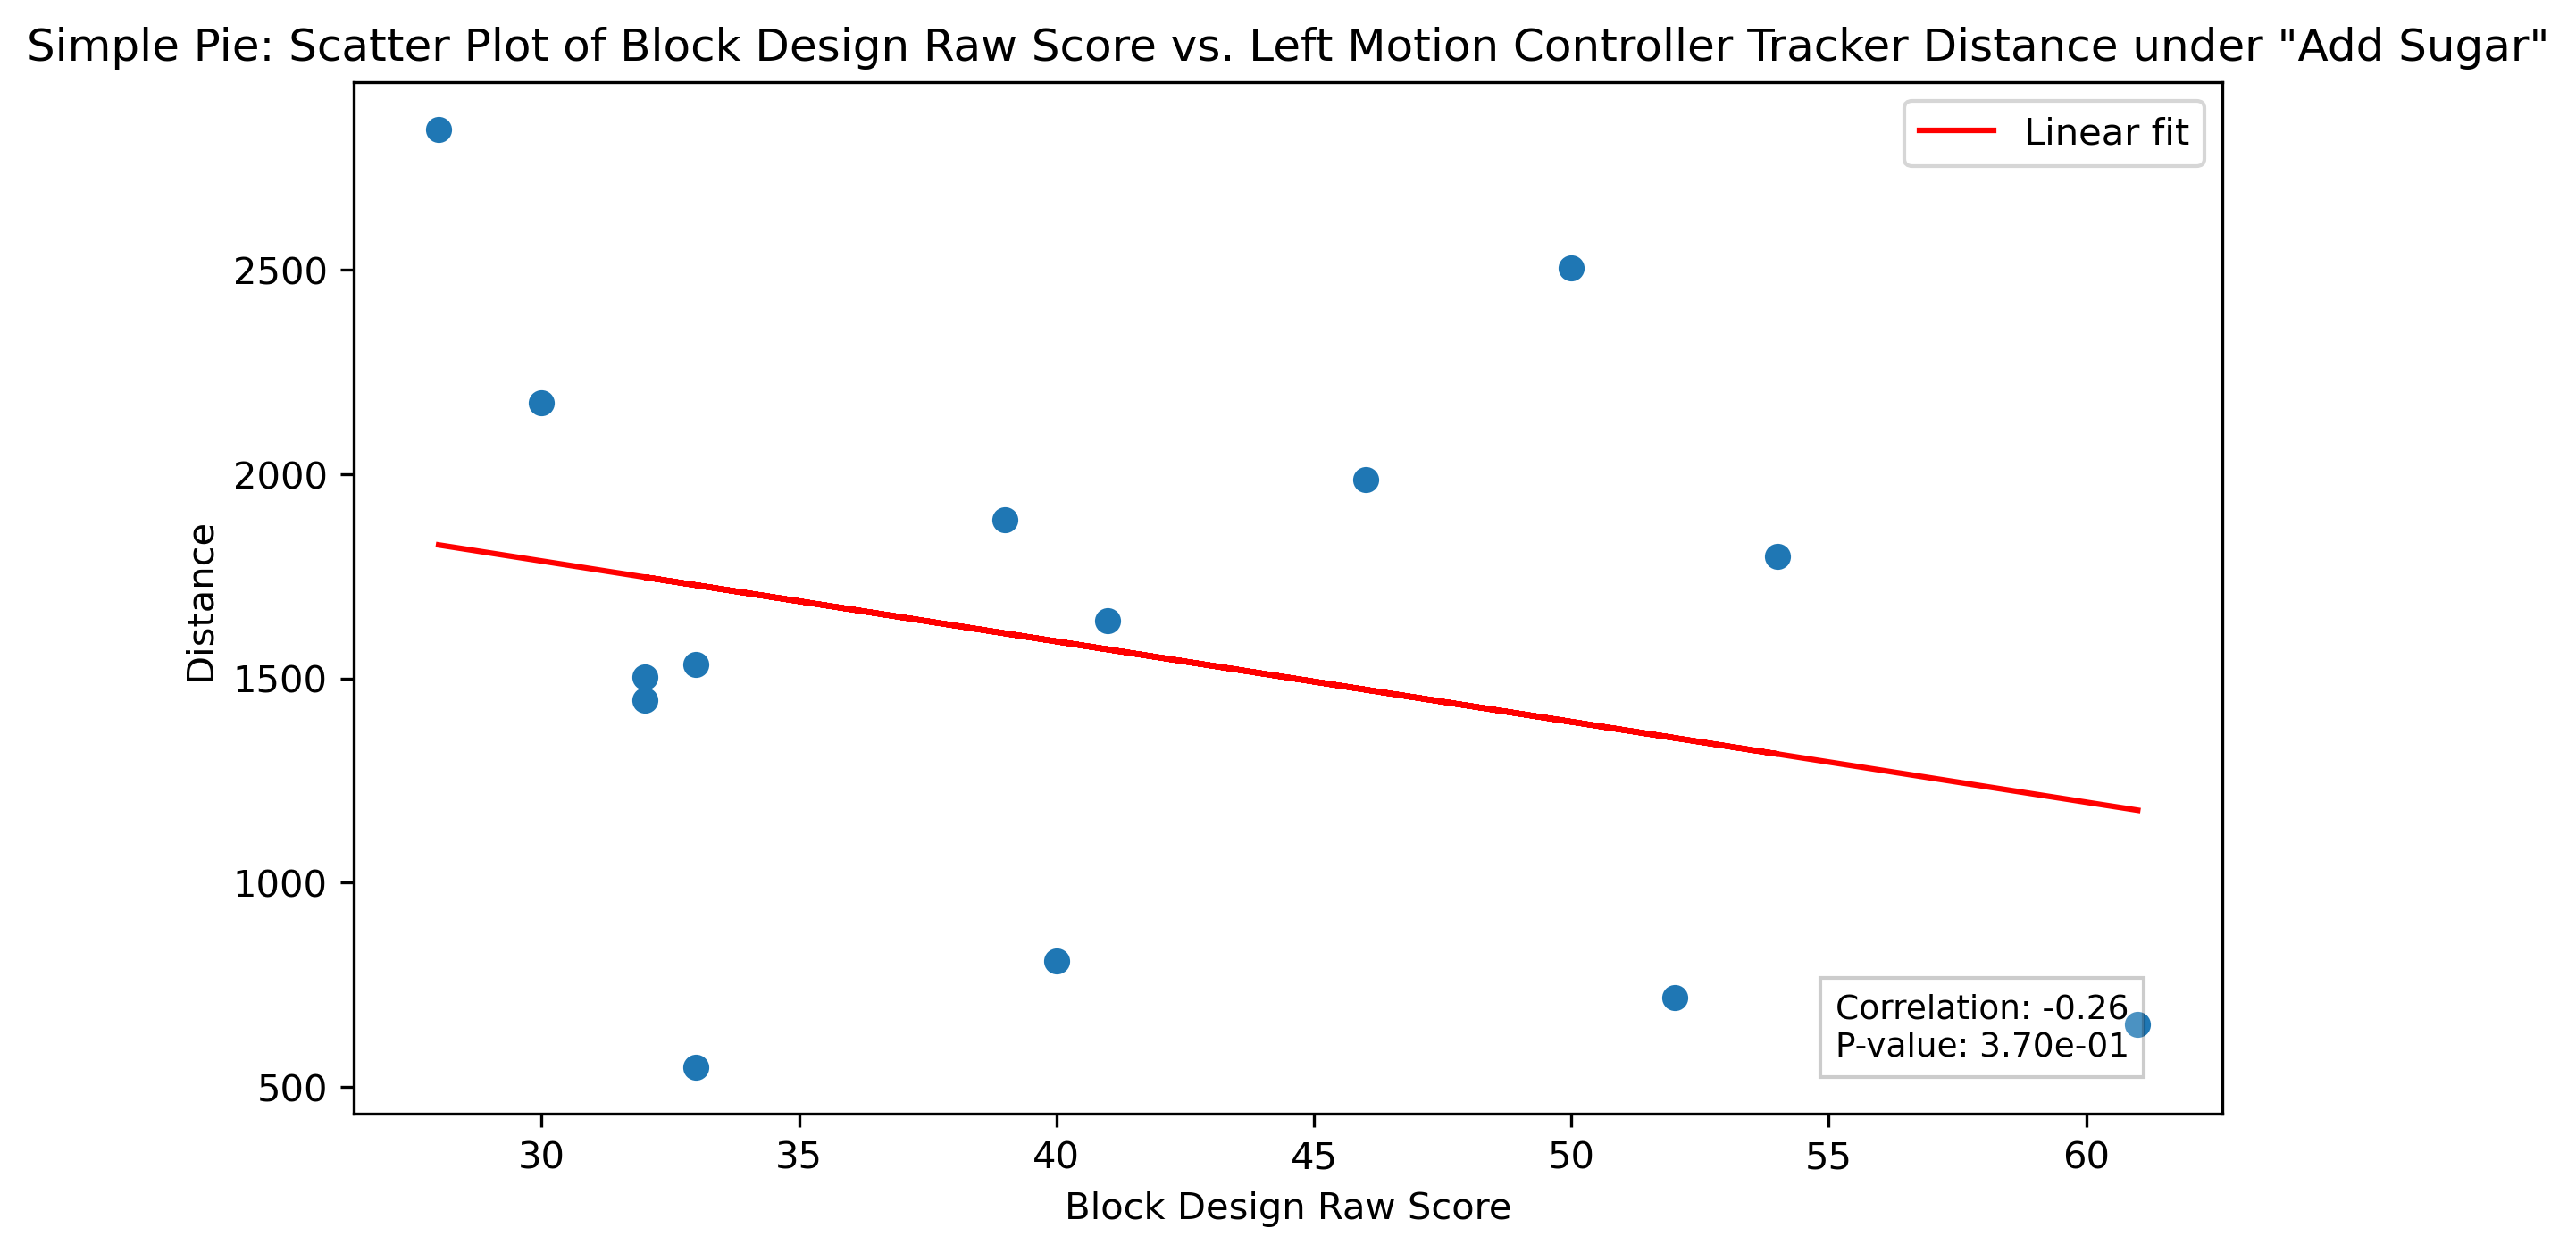 Simple Pie: Scatter Plot of Block Design Raw Score vs. Left Motion Controller Tracker Distance under "Add Sugar"
Linear fit
2500
2000
1500
1000
500
Distance
Correlation: -0.26
P-value: 3.70e-01
30 35 40 45 50 55 60
Block Design Raw Score